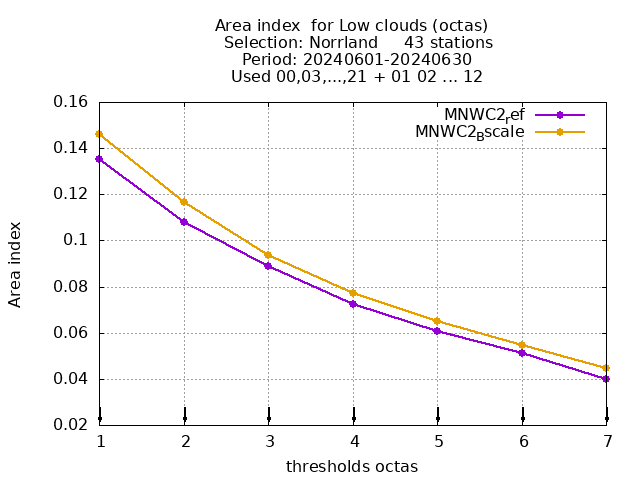 Area index  for Low clouds (octas)
Selection: Norrland     43 stations
Period: 20240601-20240630
Used 00,03,...,21 + 01 02 ... 12
0.16
MNWC2ref
MNWC2Bscale
0.14
0.12
0.1
0.08
0.06
0.04
0.02
Area index
1 2 3 4 5 6 7
thresholds octas